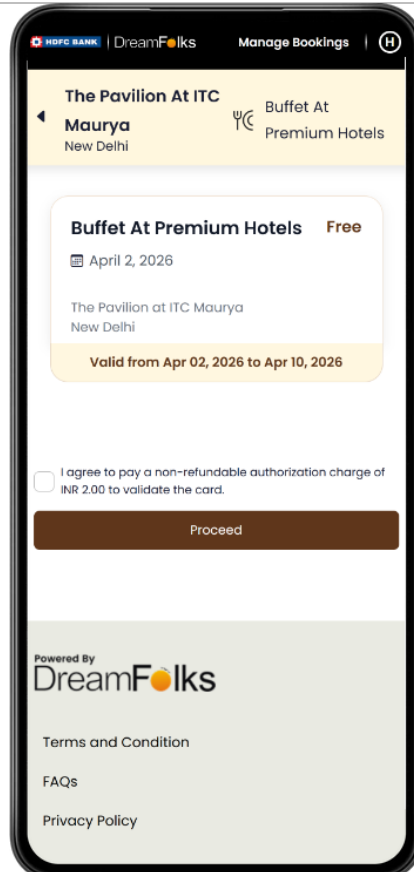 HDFC BANK | DreamFolks Manage Bookings | H
The Pavilion At ITC
Maurya
New Delhi
Buffet At
Premium Hotels
Buffet At Premium Hotels Free
April 2, 2026
The Pavilion at ITC Maurya
New Delhi
Valid from Apr 02, 2026 to Apr 10, 2026
I agree to pay a non-refundable authorization charge of
INR 2.00 to validate the card.
Proceed
Powered By
DreamFolks
Terms and Condition
FAQs
Privacy Policy